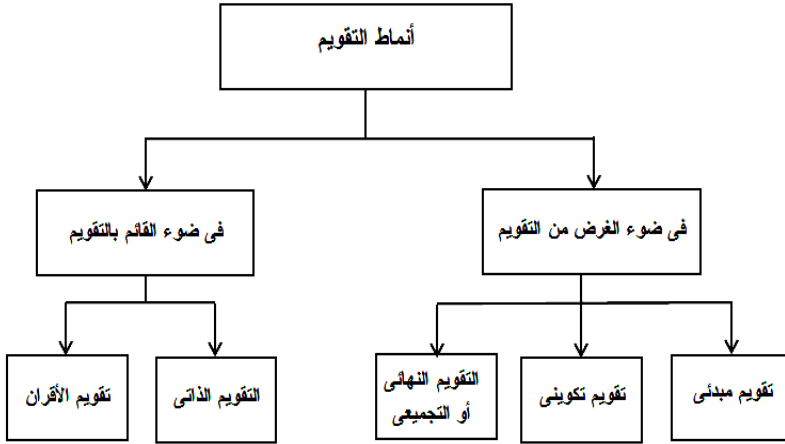 أنماط التقويم
فى ضوء الغرض من التقويم
فى ضوء القائم بالتقويم
تقويم مبدئى
تقويم تكوينى
التقويم النهائى
أو التجميعى
التقويم الذاتى
تقويم الأقران